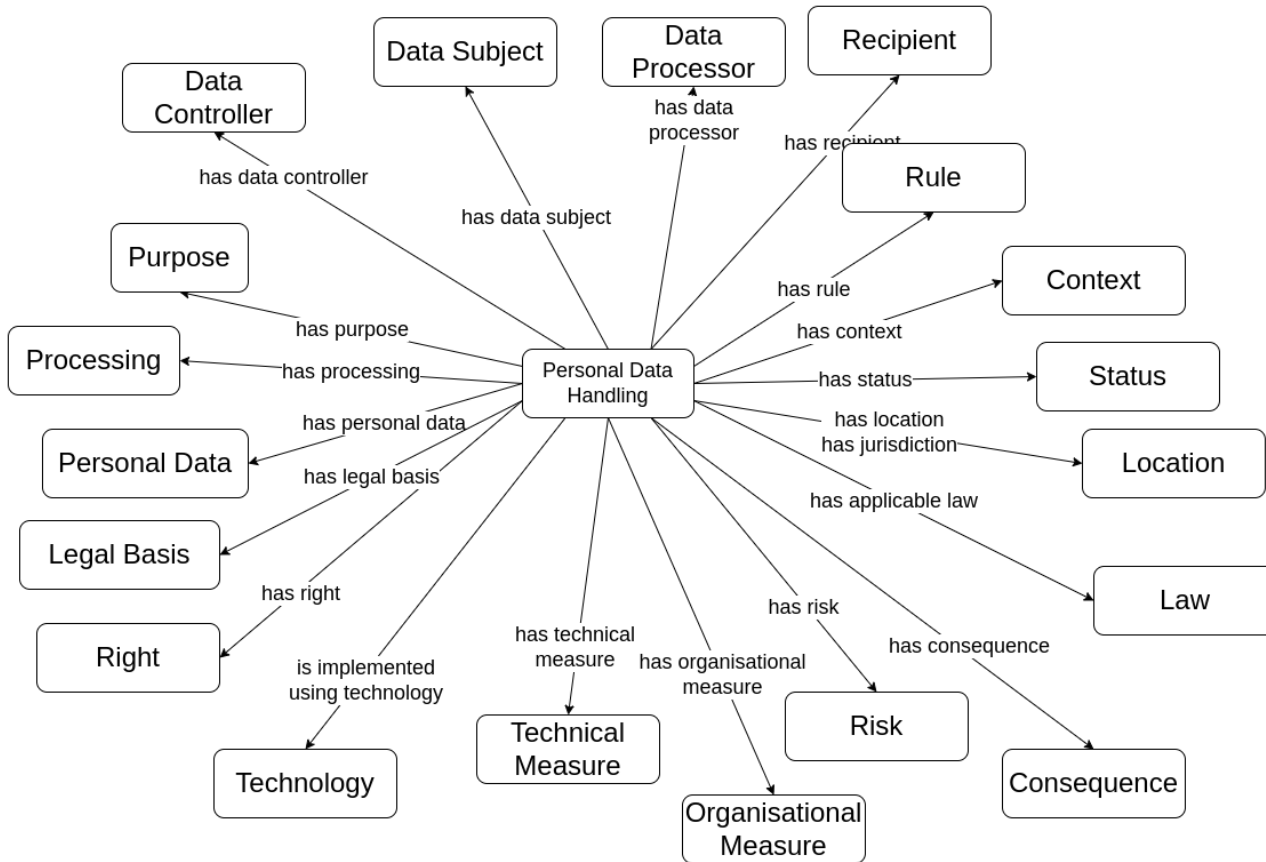 Data Subject
Data
Processor
Recipient
Data
Controller
has data
processor
has recipient
has data controller
Rule
has data subject
Purpose
Context
has rule
has purpose
has context
Processing
has processing
Personal Data
Handling
has status
Status
has personal data
has location
has jurisdiction
Personal Data
Location
has legal basis
has applicable law
Legal Basis
has right
has risk
Law
Right
has technical
measure
has organisational
measure
has consequence
is implemented
using technology
Risk
Technical
Measure
Technology
Consequence
Organisational
Measure